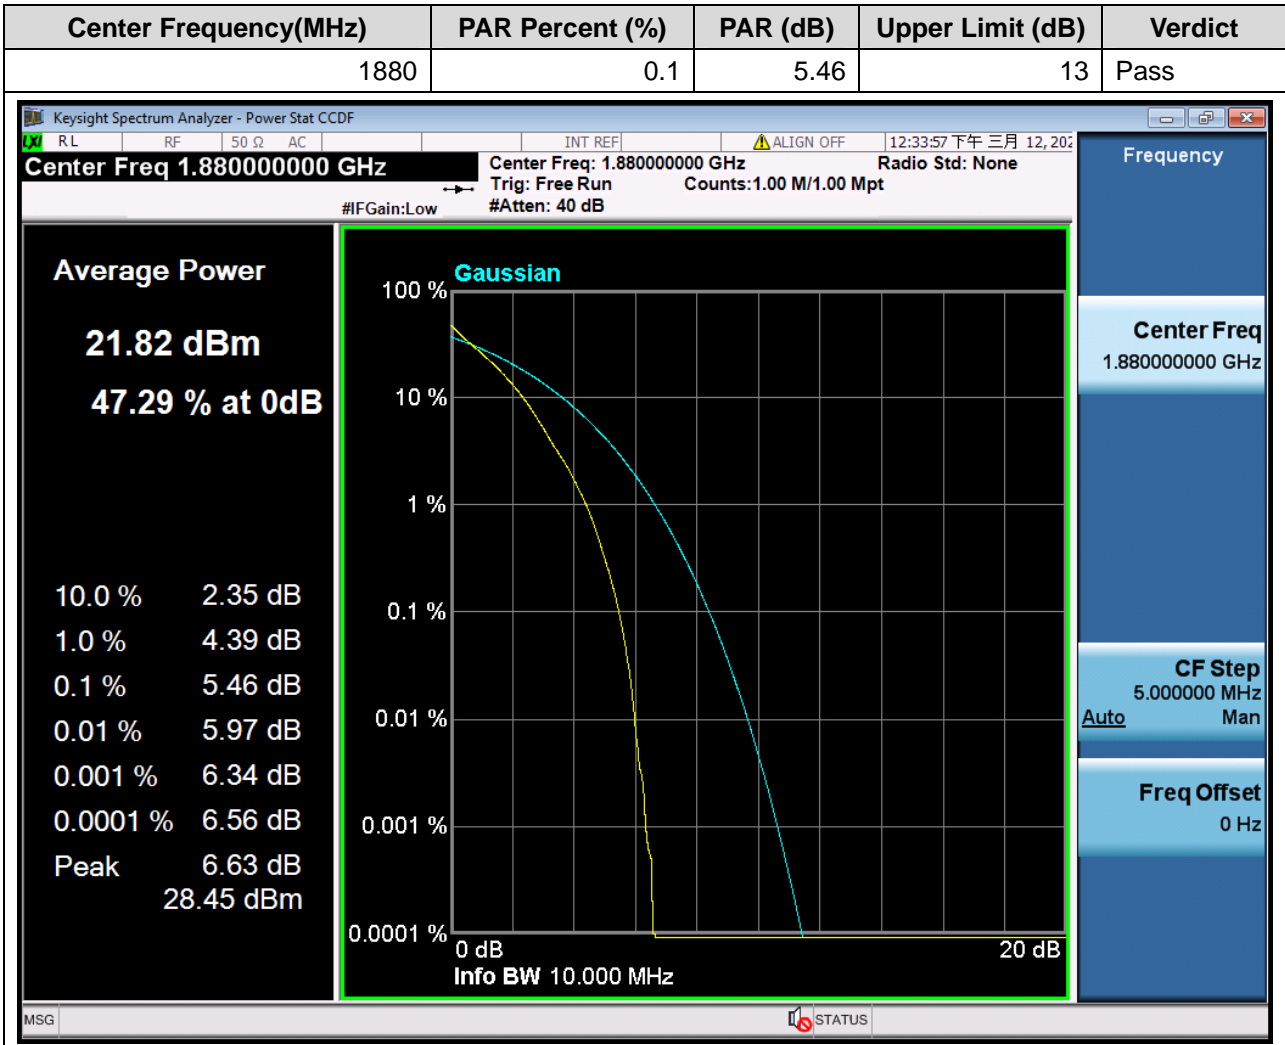 Center Frequency(MHz) PAR Percent (%) PAR (dB) Upper Limit (dB) Verdict
1880 0.1 5.46 13 Pass
Keysight Spectrum Analyzer - Power Stat CCDF
LXI RL RF 50 Ω AC INT REF ALIGN OFF 12:33:57 下午 三月 12, 202
Center Freq 1.880000000 GHz
Center Freq: 1.880000000 GHz Radio Std: None
Trig: Free Run Counts:1.00 M/1.00 Mpt
#IFGain:Low #Atten: 40 dB
Average Power
21.82 dBm
47.29 % at 0dB
10.0 % 2.35 dB
1.0 % 4.39 dB
0.1 % 5.46 dB
0.01 % 5.97 dB
0.001 % 6.34 dB
0.0001 % 6.56 dB
Peak 6.63 dB
28.45 dBm
Gaussian
100 %
10 %
1 %
0.1 %
0.01 %
0.001 %
0.0001 %
0 dB 20 dB
Info BW 10.000 MHz
Frequency
Center Freq
1.880000000 GHz
CF Step
5.000000 MHz
Auto Man
Freq Offset
0 Hz
MSG STATUS